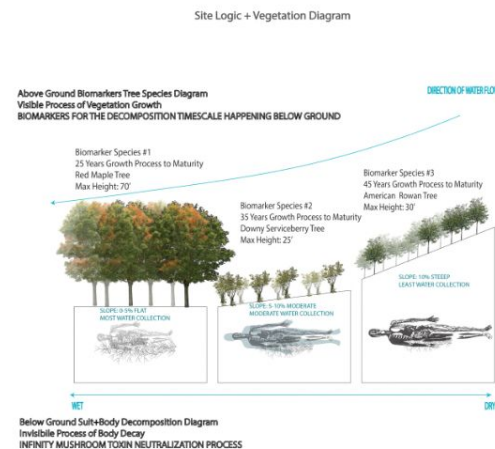 Site Logic + Vegetation Diagram
DIRECTION OF WATER FLO
Above Ground Biomarkers Tree Species Diagram
Visible Process of Vegetation Growth
BIOMARKERS FOR THE DECOMPOSITION TIMESCALE HAPPENING BELOW GROUND
Biomarker Species #1
25 Years Growth Process to Maturity
Red Maple Tree
Max Height: 70'
Biomarker Species #2
35 Years Growth Process to Maturity
Downy Serviceberry Tree
Max Height: 25'
Biomarker Species #3
45 Years Growth Process to Maturity
American Rowan Tree
Max Height: 30'
SLOPE: 0-5% FLAT
MOST WATER COLLECTION
SLOPE: 5-10% MODERATE
MODERATE WATER COLLECTION
SLOPE: 10% STEEEP
LEAST WATER COLLECTION
WET
DRY
Below Ground Suit+Body Decomposition Diagram
Invisibile Process of Body Decay
INFINITY MUSHROOM TOXIN NEUTRALIZATION PROCESS